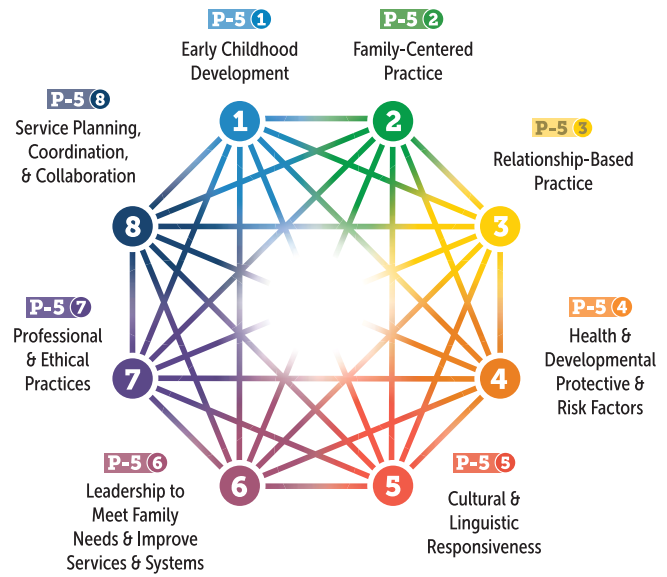 P-5 1
Early Childhood
Development
P-5 2
Family-Centered
Practice
P-5 3
Relationship-Based
Practice
P-5 4
Health &
Developmental
Protective &
Risk Factors
P-5 5
Cultural &
Linguistic
Responsiveness
P-5 6
Leadership to
Meet Family
Needs & Improve
Services & Systems
P-5 7
Professional
& Ethical
Practices
P-5 8
Service Planning,
Coordination,
& Collaboration
1
2
3
4
5
6
7
8